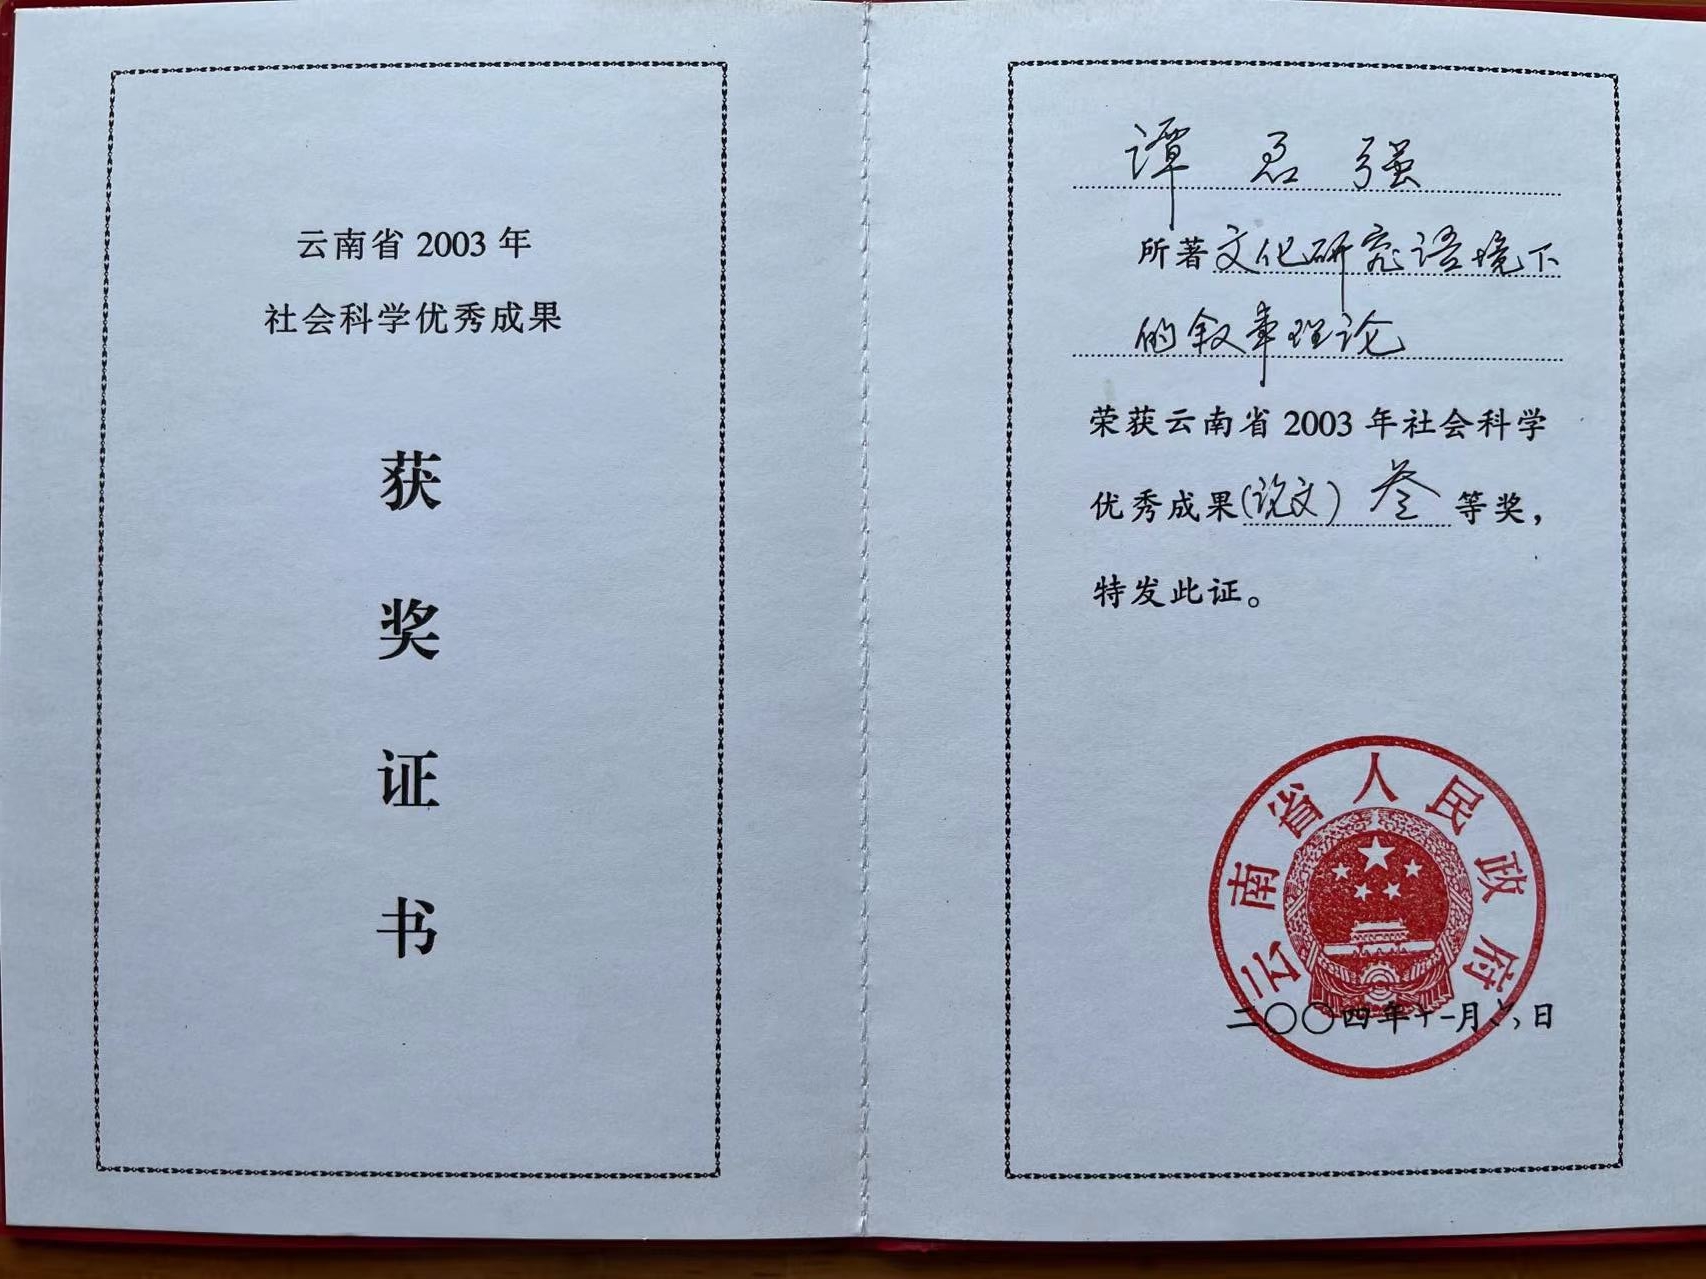 云南省 2003 年
社会科学优秀成果
获
奖
证
书
谭君强
所著文化研究语境下
的叙事理论
荣获云南省 2003 年社会科学
优秀成果(论文) 叁 等奖，
特发此证。
云南省人民政府
二〇〇四年十一月六日